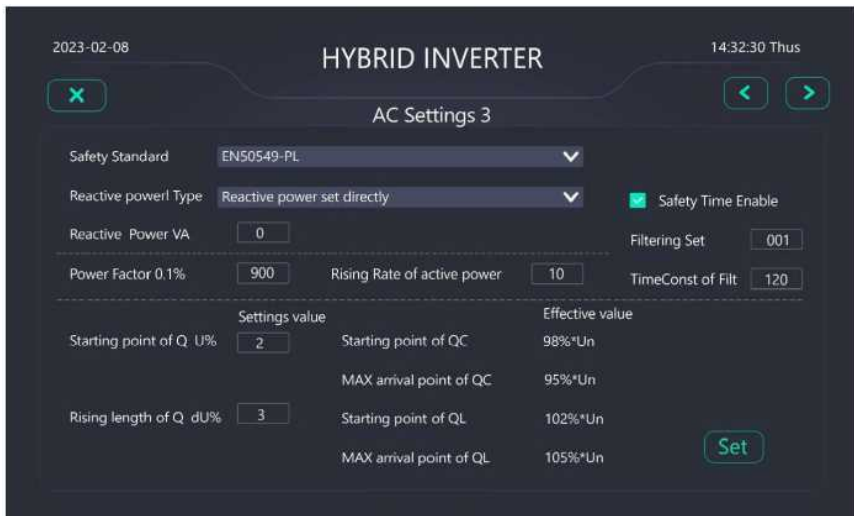 2023-02-08
HYBRID INVERTER
14:32:30 Thus
AC Settings 3
Safety Standard EN50549-PL
Reactive powerl Type Reactive power set directly
Safety Time Enable
Reactive Power VA 0
Filtering Set 001
Power Factor 0.1% 900 Rising Rate of active power 10
TimeConst of Filt 120
Settings value Effective value
Starting point of Q U% 2 Starting point of QC 98%*Un
MAX arrival point of QC 95%*Un
Rising length of Q dU% 3 Starting point of QL 102%*Un
MAX arrival point of QL 105%*Un
Set